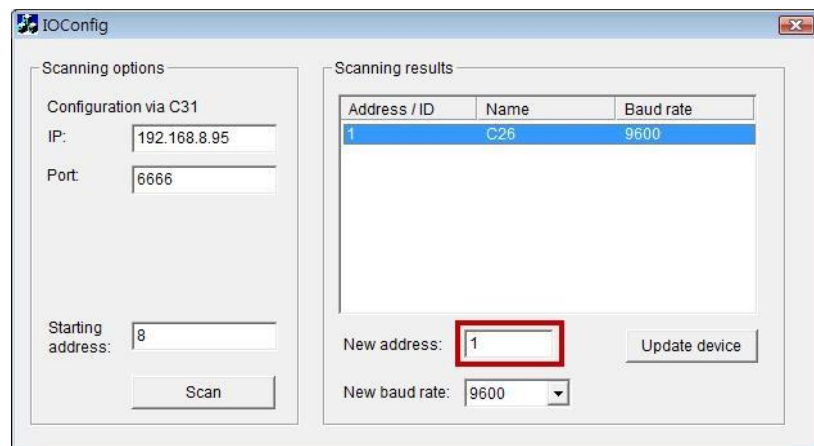 IOConfig
Scanning options
Configuration via C31
IP: 192.168.8.95
Port: 6666
Starting address: 8
Scan
Scanning results
Address / ID Name Baud rate
1 C26 9600
New address: 1 Update device
New baud rate: 9600